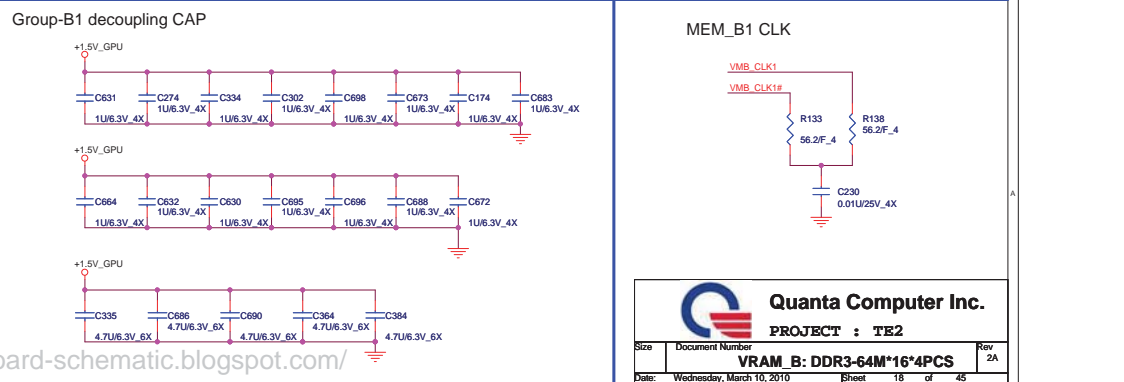 Group-B1 decoupling CAP
+1.5V_GPU
C631 C274 C334 C302 C698 C673 C174 C683
1U/6.3V_4X 1U/6.3V_4X 1U/6.3V_4X 1U/6.3V_4X
1U/6.3V_4X 1U/6.3V_4X 1U/6.3V_4X 1U/6.3V_4X
+1.5V_GPU
C664 C632 C630 C695 C696 C688 C672
1U/6.3V_4X 1U/6.3V_4X 1U/6.3V_4X
1U/6.3V_4X 1U/6.3V_4X 1U/6.3V_4X 1U/6.3V_4X
+1.5V_GPU
C335 C686 C690 C364 C384
4.7U/6.3V_6X 4.7U/6.3V_6X
4.7U/6.3V_6X 4.7U/6.3V_6X 4.7U/6.3V_6X
MEM_B1 CLK
VMB_CLK1
VMB_CLK1#
R133 R138
56.2/F_4 56.2/F_4
C230
0.01U/25V_4X
A
Quanta Computer Inc.
PROJECT : TE2
Size Document Number Rev
VRAM_B: DDR3-64M*16*4PCS 2A
Date: Wednesday, March 10, 2010 Sheet 18 of 45
ard-schematic.blogspot.com/